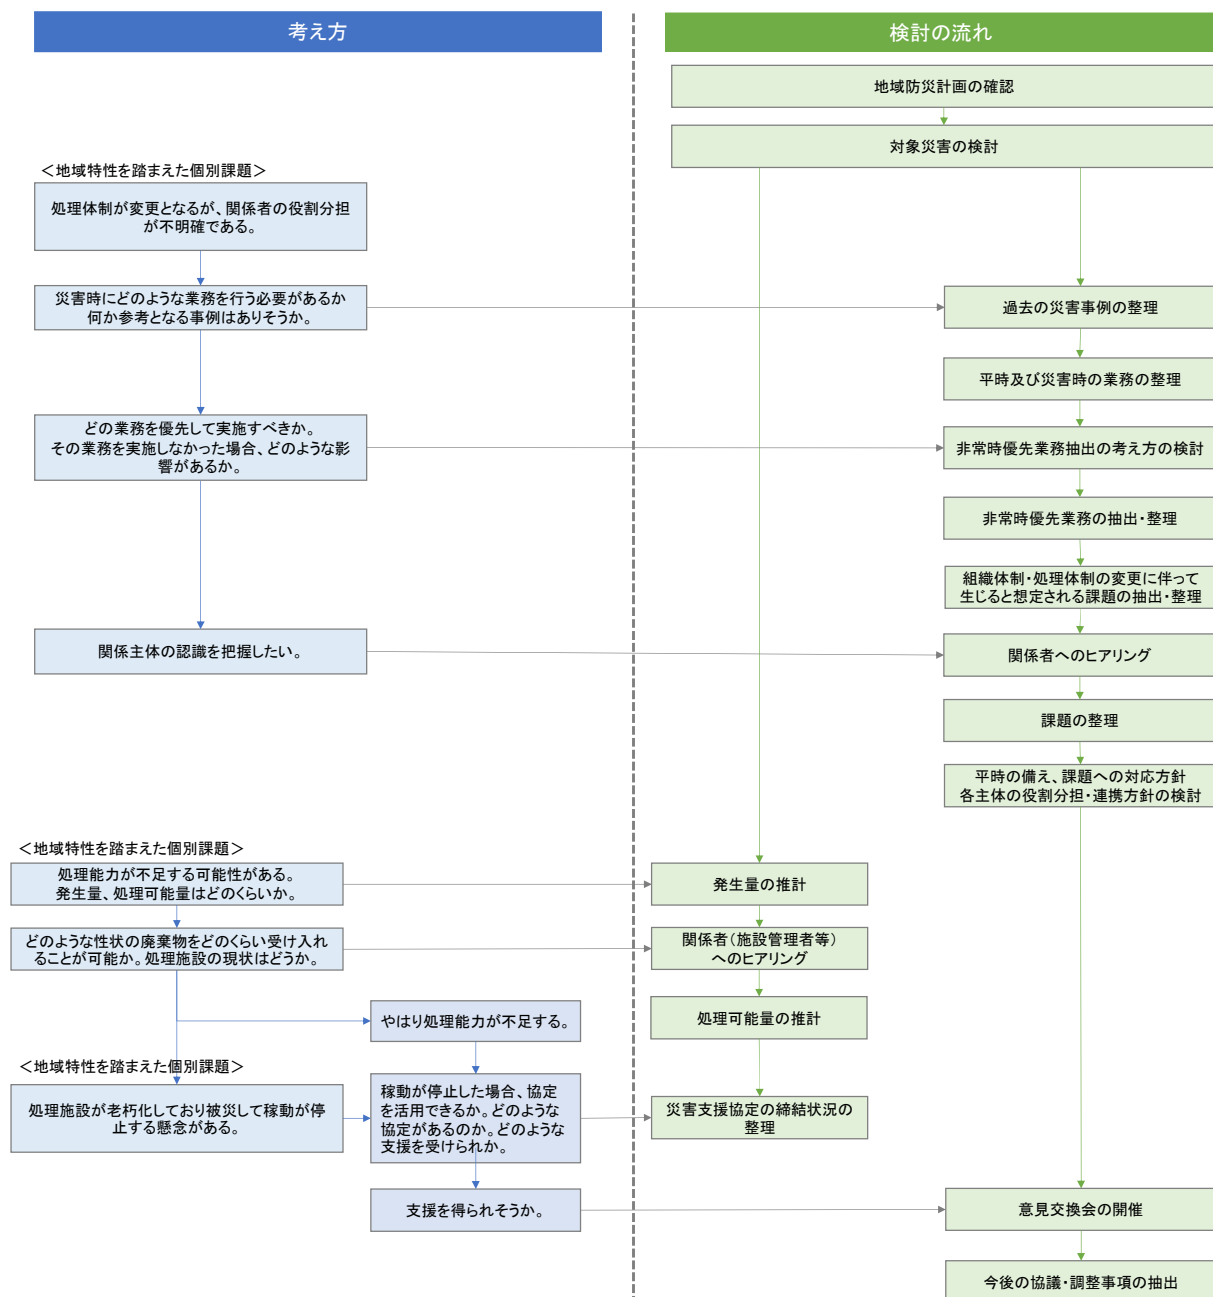 考え方
検討の流れ
地域防災計画の確認
対象災害の検討
＜地域特性を踏まえた個別課題＞
処理体制が変更となるが、関係者の役割分担
が不明確である。
災害時にどのような業務を行う必要があるか
何か参考となる事例はありそうか。
過去の災害事例の整理
平時及び災害時の業務の整理
どの業務を優先して実施すべきか。
その業務を実施しなかった場合、どのような影
響があるか。
非常時優先業務抽出の考え方の検討
非常時優先業務の抽出・整理
組織体制・処理体制の変更に伴って
生じると想定される課題の抽出・整理
関係主体の認識を把握したい。
関係者へのヒアリング
課題の整理
平時の備え、課題への対応方針
各主体の役割分担・連携方針の検討
＜地域特性を踏まえた個別課題＞
処理能力が不足する可能性がある。
発生量、処理可能量はどのくらいか。
発生量の推計
どのような性状の廃棄物をどのくらい受け入れ
ることが可能か。処理施設の現状はどうか。
関係者（施設管理者等）
へのヒアリング
やはり処理能力が不足する。
処理可能量の推計
＜地域特性を踏まえた個別課題＞
処理施設が老朽化しており被災して稼動が停
止する懸念がある。
稼動が停止した場合、協定
を活用できるか。どのような
協定があるのか。どのような
支援を受けられか。
災害支援協定の締結状況の
整理
支援を得られそうか。
意見交換会の開催
今後の協議・調整事項の抽出